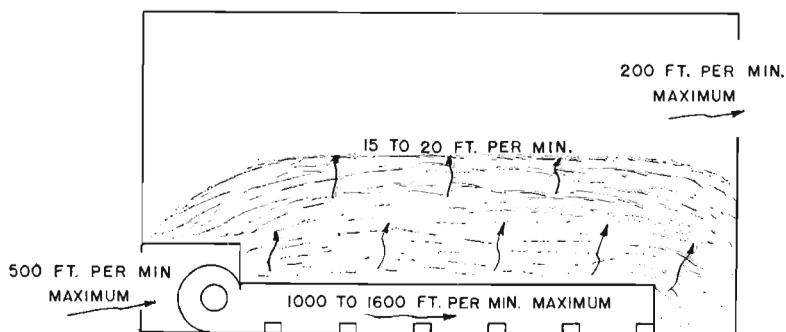 200 FT. PER MIN.
MAXIMUM
15 TO 20 FT. PER MIN.
500 FT. PER MIN
MAXIMUM
1000 TO 1600 FT. PER MIN. MAXIMUM